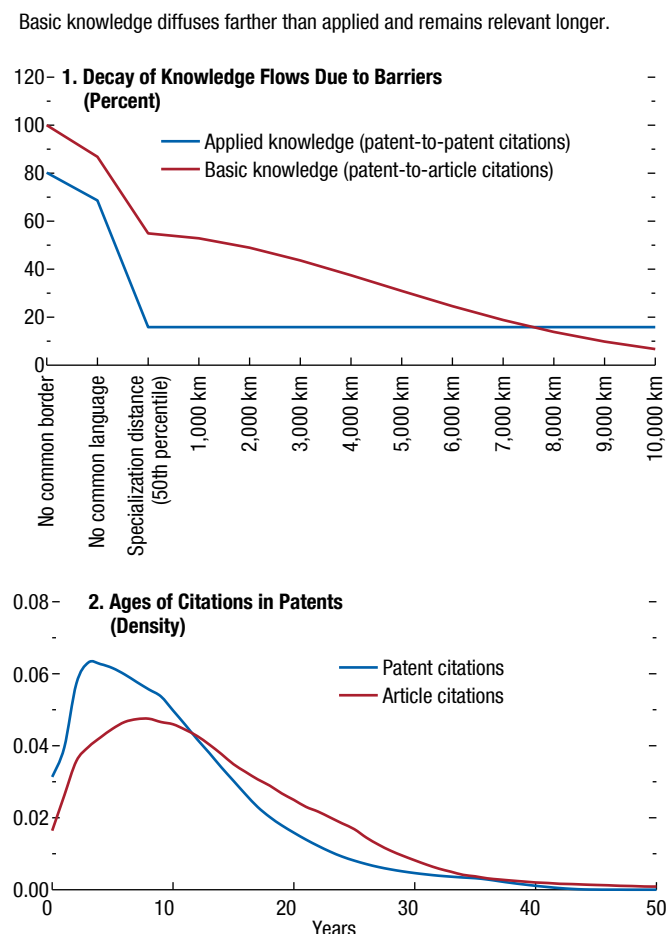 Basic knowledge diffuses farther than applied and remains relevant longer.
1. Decay of Knowledge Flows Due to Barriers
(Percent)
120
100
80
60
40
20
0
Applied knowledge (patent-to-patent citations)
Basic knowledge (patent-to-article citations)
No common border
No common language
Specialization distance
(50th percentile)
1,000 km
2,000 km
3,000 km
4,000 km
5,000 km
6,000 km
7,000 km
8,000 km
9,000 km
10,000 km
2. Ages of Citations in Patents
(Density)
0.08
0.06
0.04
0.02
0.00
Patent citations
Article citations
0 10 20 30 40 50
Years